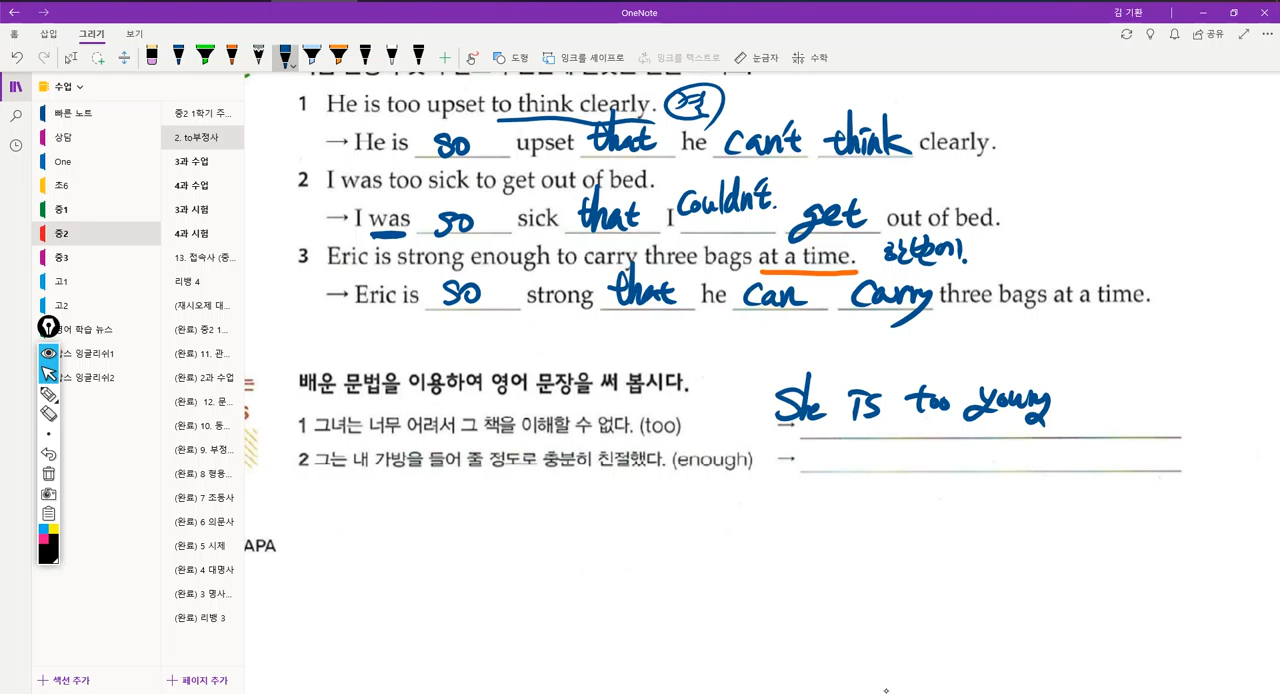 OneNote
김 기환
홈 삽입 그리기 보기
공유
도형 잉크를 셰이프로 잉크를 텍스트로 눈금자 수학
수업
빠른 노트
상담
One
초6
중1
중2
중3
고1
고2
영어 학습 뉴스
스 잉글리쉬1
스 잉글리쉬2
섹션 추가
중2 1학기 주...
2. to부정사
3과 수업
4과 수업
3과 시험
4과 시험
13. 접속사 (중...
리뱅 4
(재시오제 대...
(완료) 중2 1...
(완료) 11. 관...
(완료) 2과 수업
(완료) 12. 문...
(완료) 10. 동...
(완료) 9. 부정...
(완료) 8 형용...
(완료) 7 조동사
(완료) 6 의문사
(완료) 5 시제
(완료) 4 대명사
(완료) 3 명사...
(완료) 리뱅 3
페이지 추가
1 He is too upset to think clearly.
→ He is so upset that he can't think clearly.
2 I was too sick to get out of bed.
→ I was so sick that I couldn't get out of bed.
3 Eric is strong enough to carry three bags at a time. 한번에.
→ Eric is so strong that he can carry three bags at a time.
배운 문법을 이용하여 영어 문장을 써 봅시다.
1 그녀는 너무 어려서 그 책을 이해할 수 없다. (too) → She is too young
2 그는 내 가방을 들어 줄 정도로 충분히 친절했다. (enough) →
APA